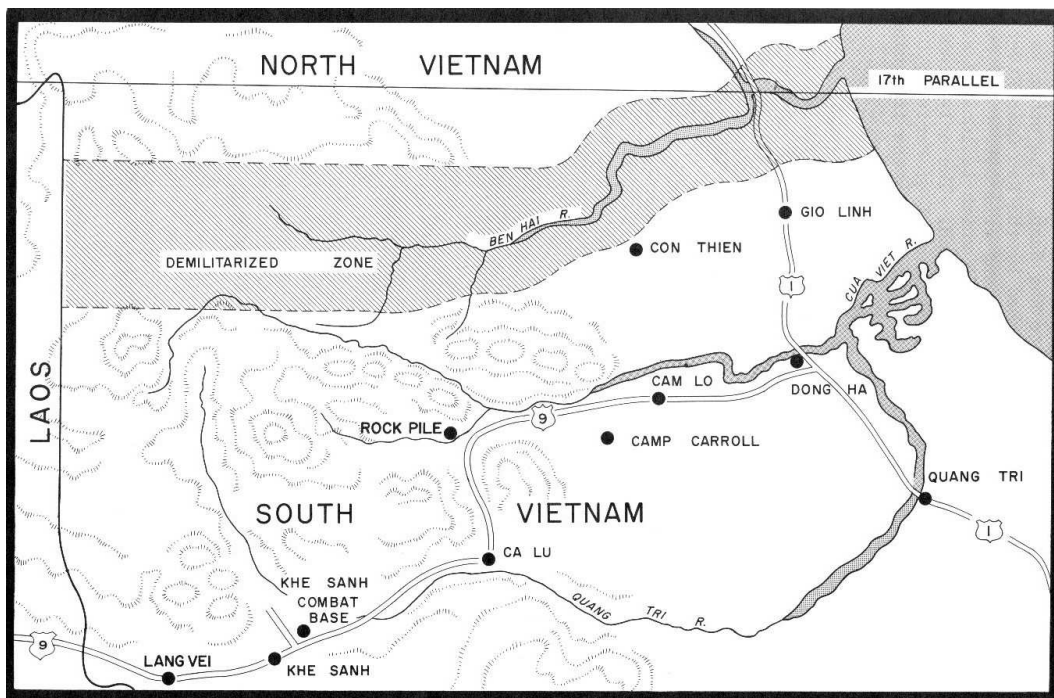 NORTH VIETNAM
17th PARALLEL
GIO LINH
BEN HAI R.
CON THIEN
DEMILITARIZED ZONE
CUA VIET R.
1
LAOS
CAM LO
DONG HA
9
ROCK PILE
CAMP CARROLL
QUANG TRI
SOUTH VIETNAM
1
CA LU
KHE SANH
COMBAT
BASE
QUANG TRI R.
9
LANG VEI
KHE SANH